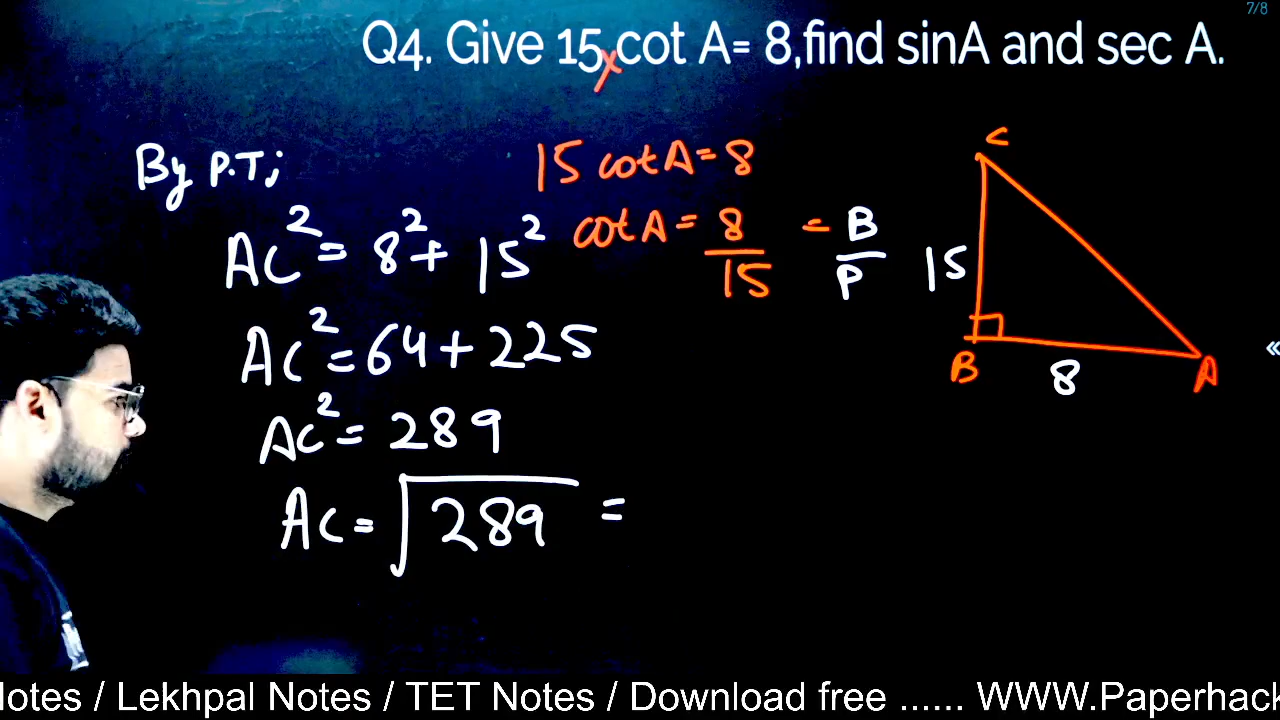 7/8
Q4. Give 15 x cot A= 8,find sinA and sec A.
By P.T;
15 cot A = 8
AC² = 8² + 15²
cot A = 8/15 = B/P
AC² = 64 + 225
AC² = 289
AC = √289 =
C
15
B
8
A
«
Notes / Lekhpal Notes / TET Notes / Download free ...... WWW.Paperhack